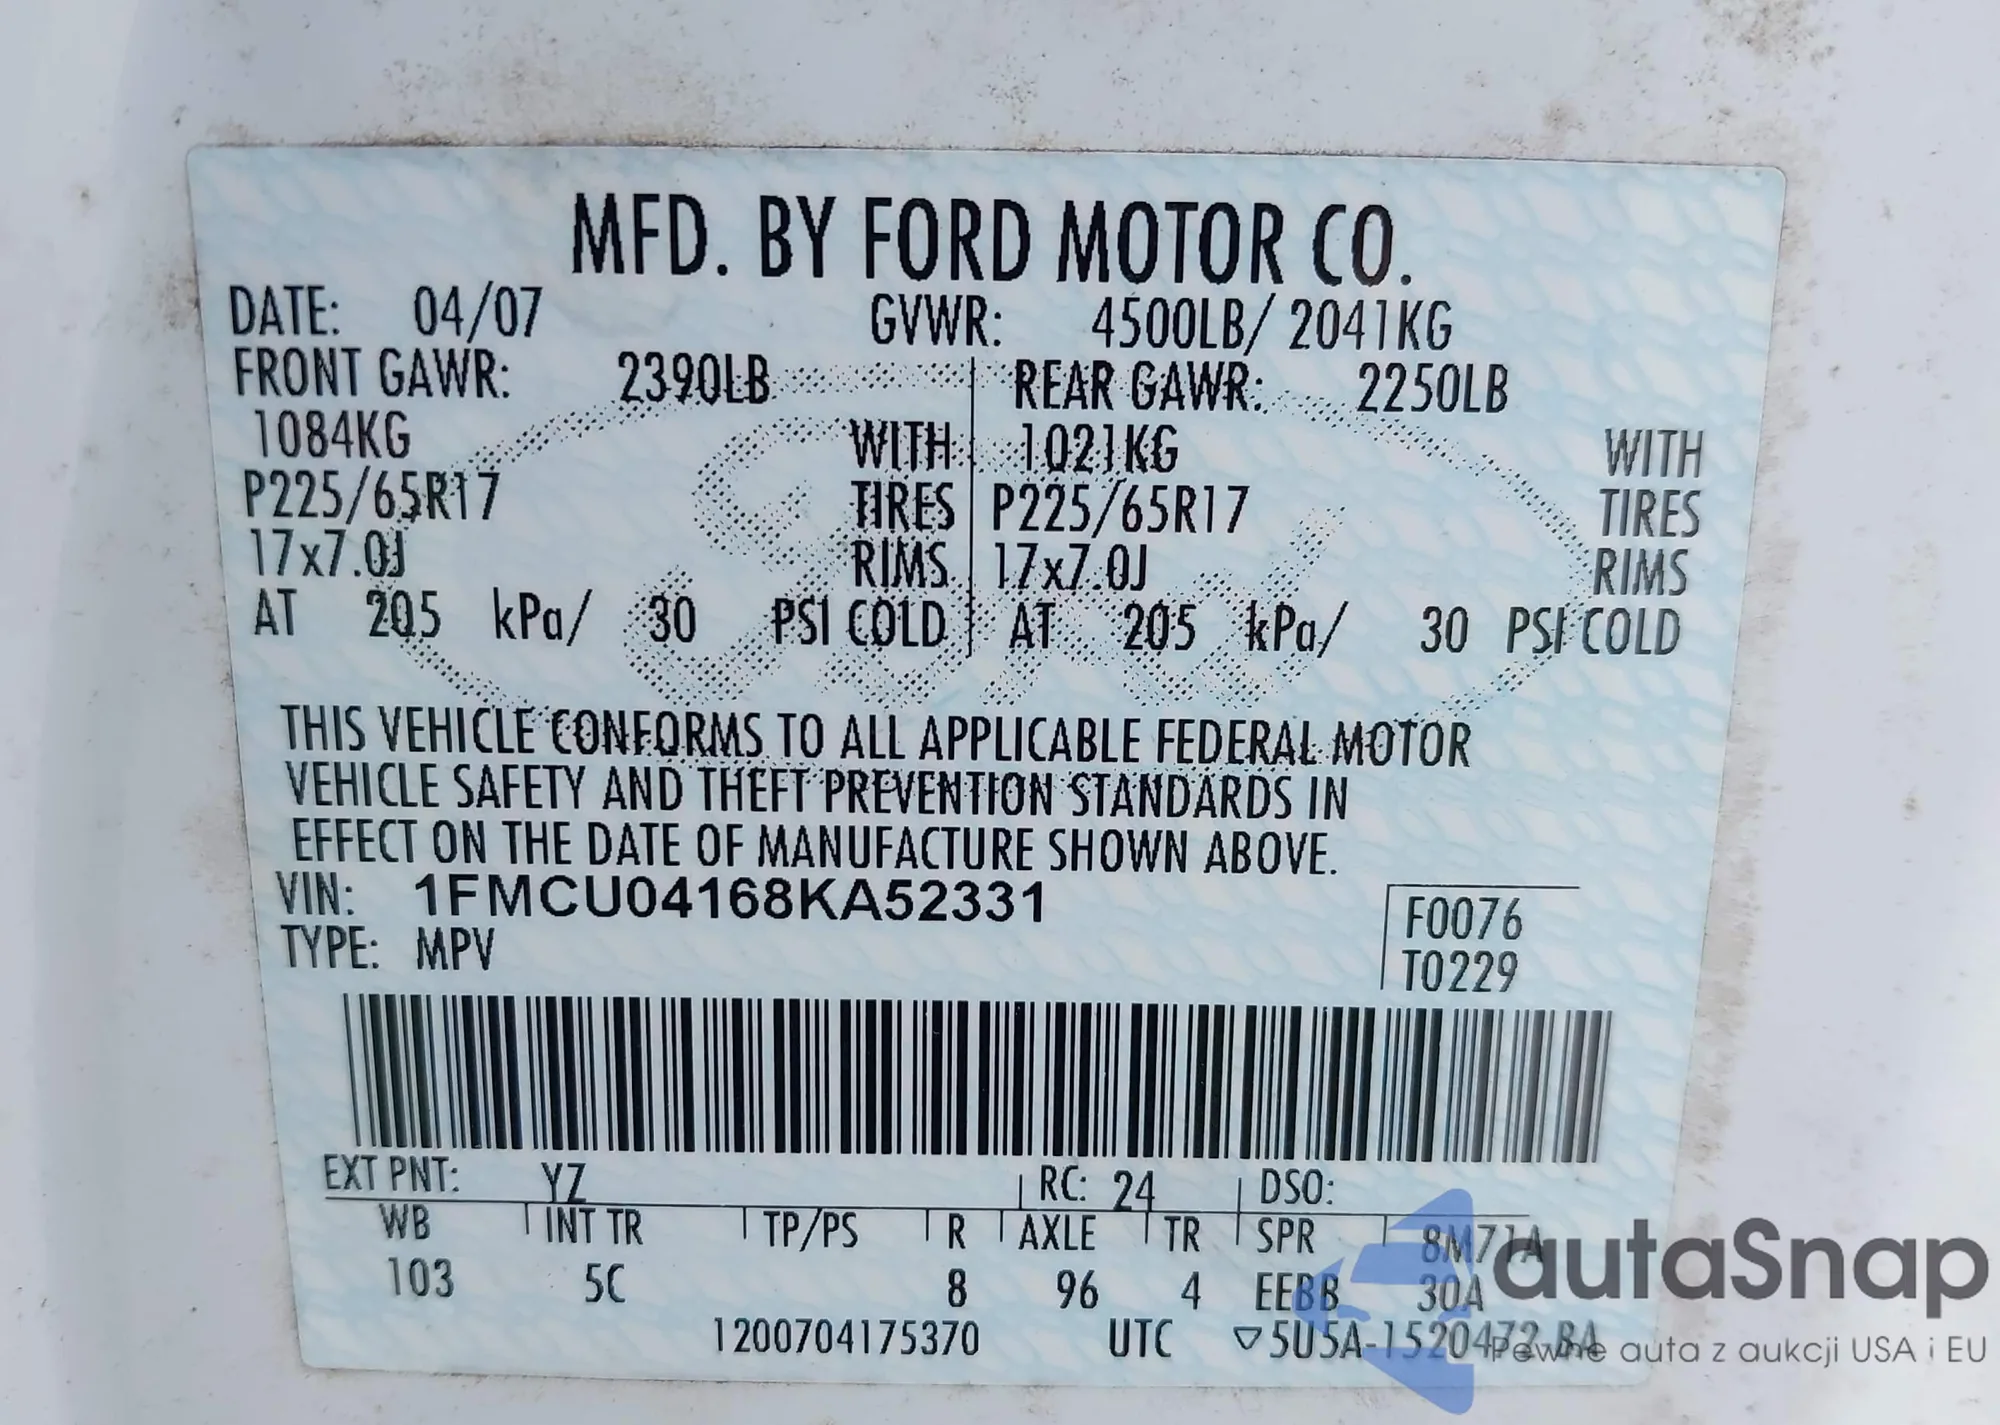 MFD. BY FORD MOTOR CO.
DATE: 04/07 GVWR: 4500LB/ 2041KG
FRONT GAWR: 2390LB REAR GAWR: 2250LB
1084KG WITH 1021KG WITH
P225/65R17 TIRES P225/65R17 TIRES
17x7.0J RIMS 17x7.0J RIMS
AT 205 kPa/ 30 PSI COLD AT 205 kPa/ 30 PSI COLD
THIS VEHICLE CONFORMS TO ALL APPLICABLE FEDERAL MOTOR
VEHICLE SAFETY AND THEFT PREVENTION STANDARDS IN
EFFECT ON THE DATE OF MANUFACTURE SHOWN ABOVE.
VIN: 1FMCU04168KA52331 F0076
TYPE: MPV T0229
EXT PNT: YZ RC: 24 DSO:
WB INT TR TP/PS R AXLE TR SPR 8M71A
103 5C 8 96 4 EEBB 30A
1200704175370 UTC ▽5U5A-1520472-BA
autaSnap
Pewne auta z aukcji USA i EU